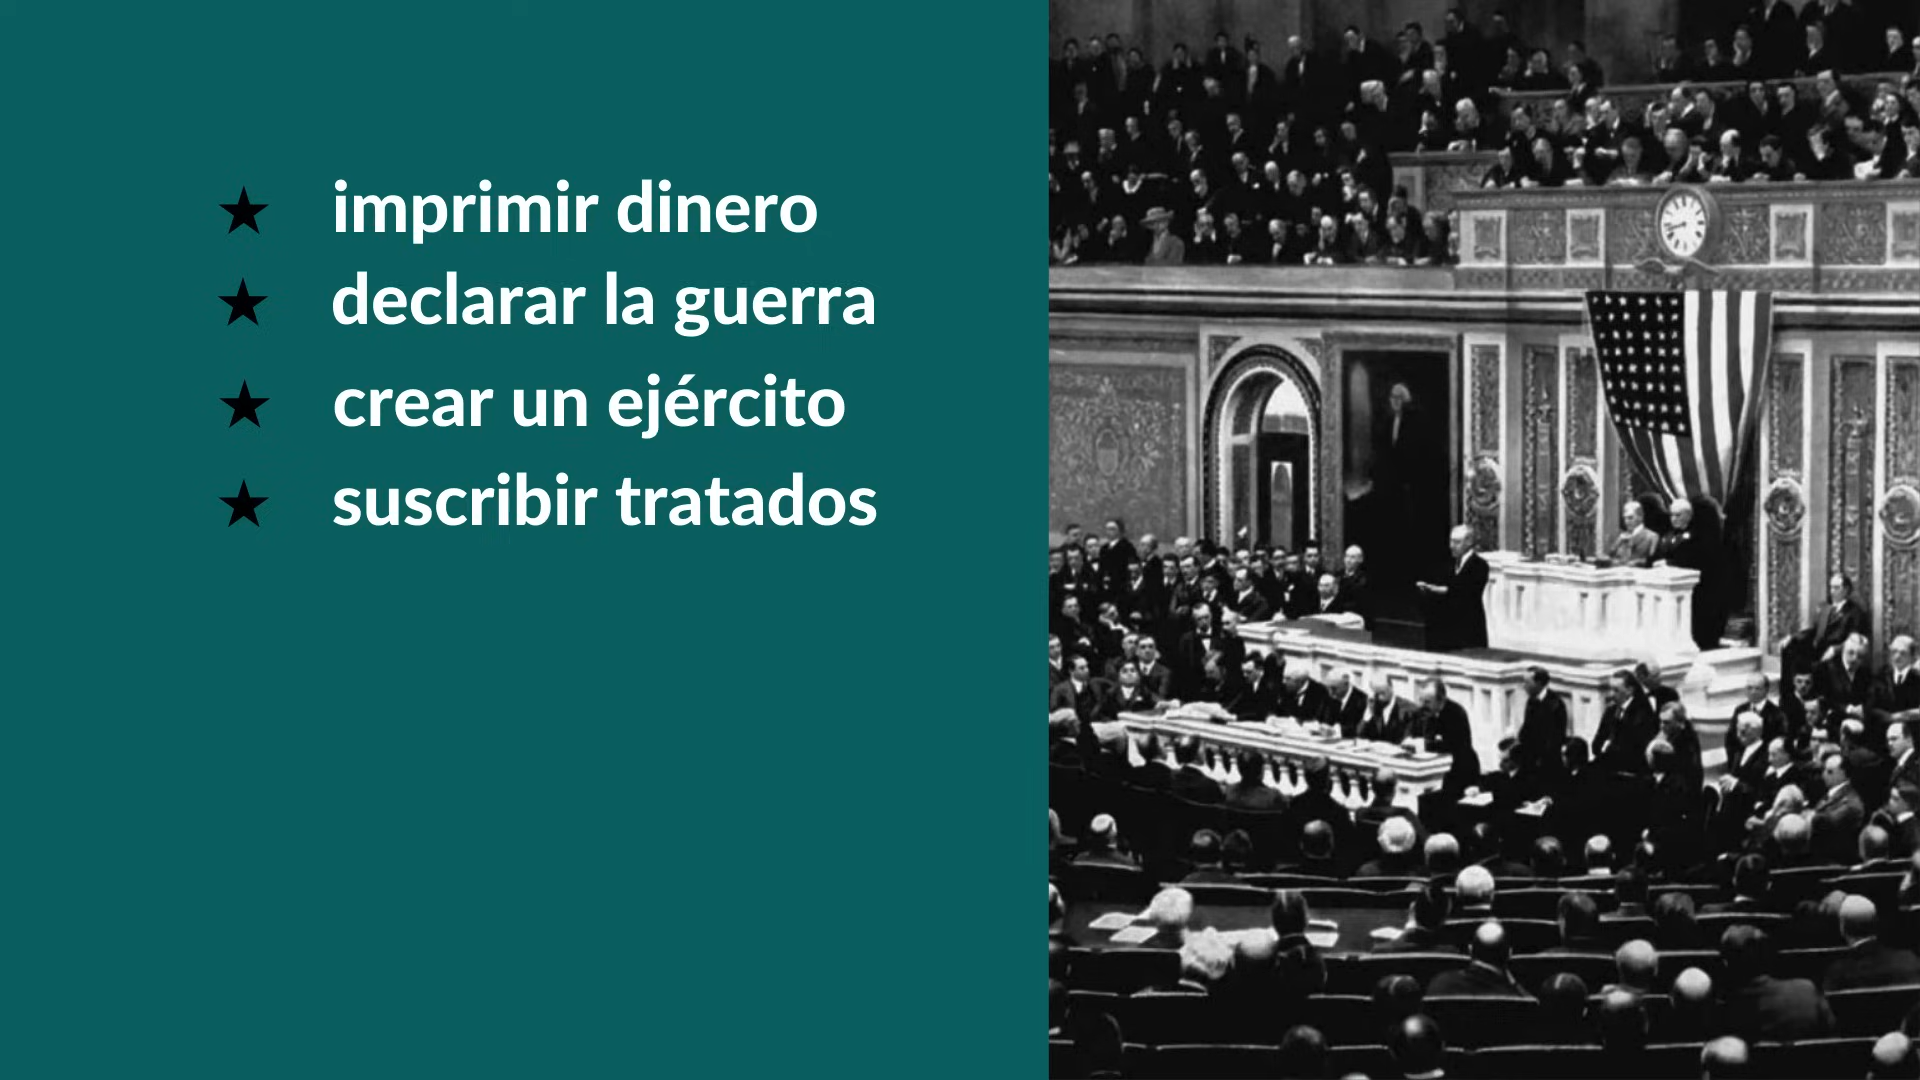 ★ imprimir dinero
★ declarar la guerra
★ crear un ejército
★ suscribir tratados